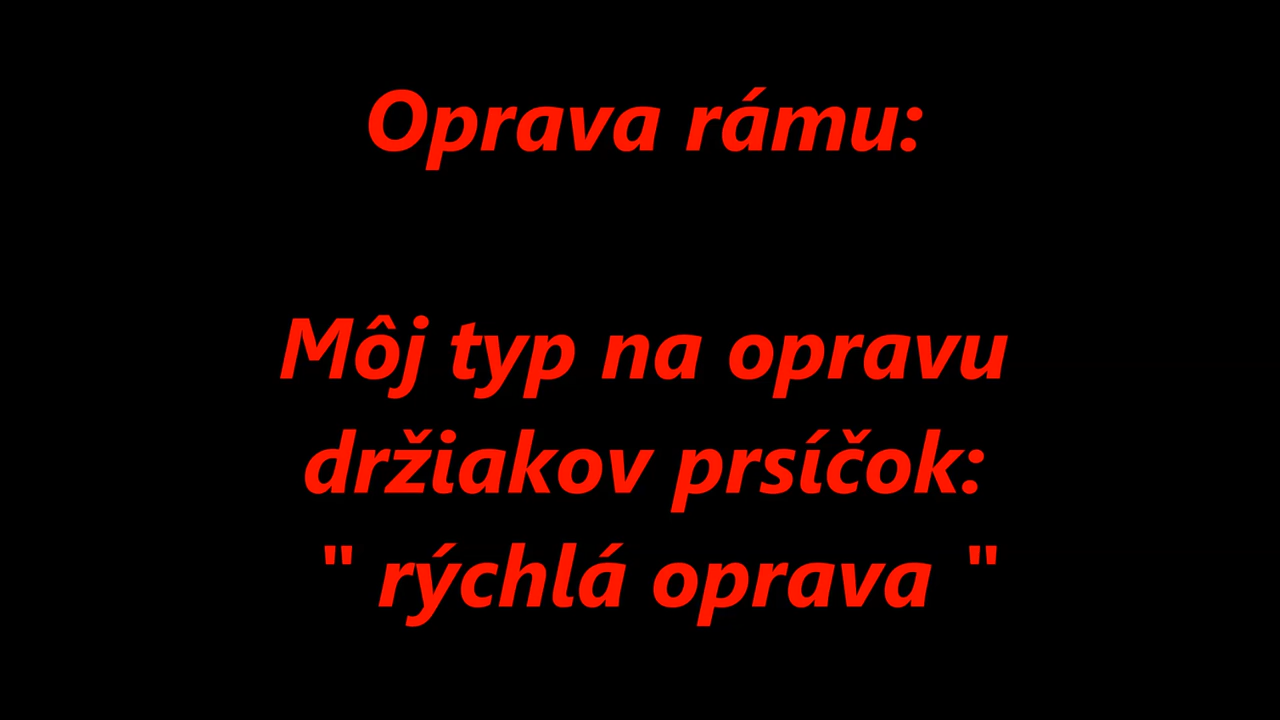 Oprava rámu:
Môj typ na opravu
držiakov prsíčok:
" rýchlá oprava "